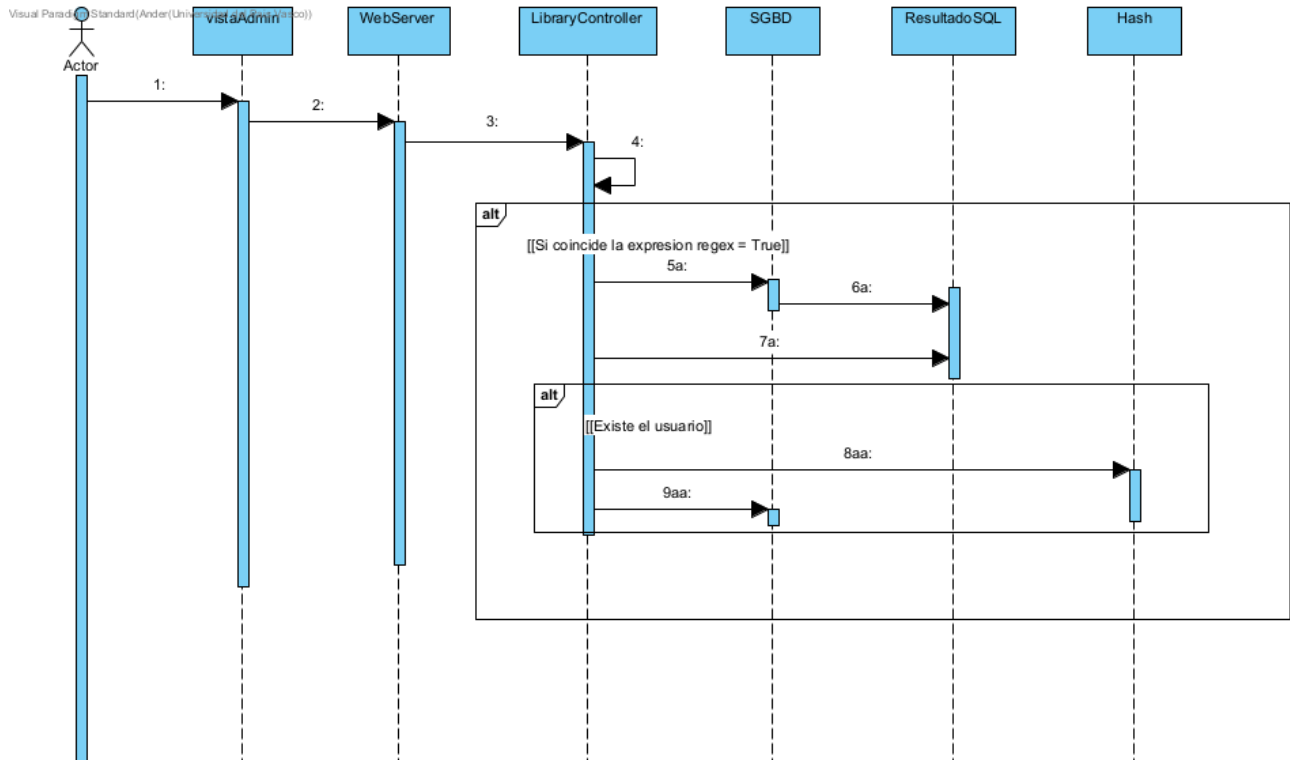 Visual Paradigm Standard(Ander(Universidad del Pais Vasco))
Actor
vistaAdmin
WebServer
LibraryController
SGBD
ResultadoSQL
Hash
1:
2:
3:
4:
alt
[[Si coincide la expresion regex = True]]
5a:
6a:
7a:
alt
[[Existe el usuario]]
8aa:
9aa: